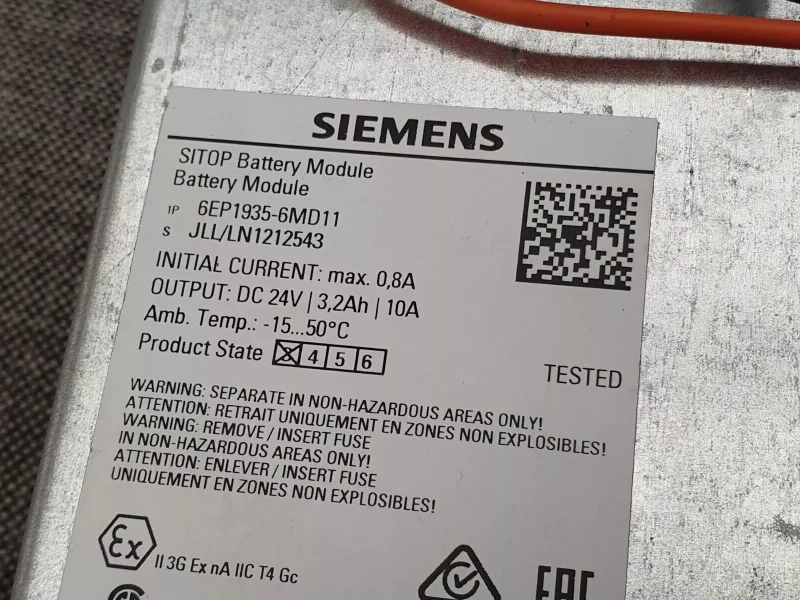 SIEMENS
SITOP Battery Module
Battery Module
1P 6EP1935-6MD11
S JLL/LN1212543
INITIAL CURRENT: max. 0,8A
OUTPUT: DC 24V | 3,2Ah | 10A
Amb. Temp.: -15...50°C
Product State 3 4 5 6
TESTED
WARNING: SEPARATE IN NON-HAZARDOUS AREAS ONLY!
ATTENTION: RETRAIT UNIQUEMENT EN ZONES NON EXPLOSIBLES!
WARNING: REMOVE / INSERT FUSE
IN NON-HAZARDOUS AREAS ONLY!
ATTENTION: ENLEVER / INSERT FUSE
UNIQUEMENT EN ZONES NON EXPLOSIBLES!
Ex II 3G Ex nA IIC T4 Gc
EAC